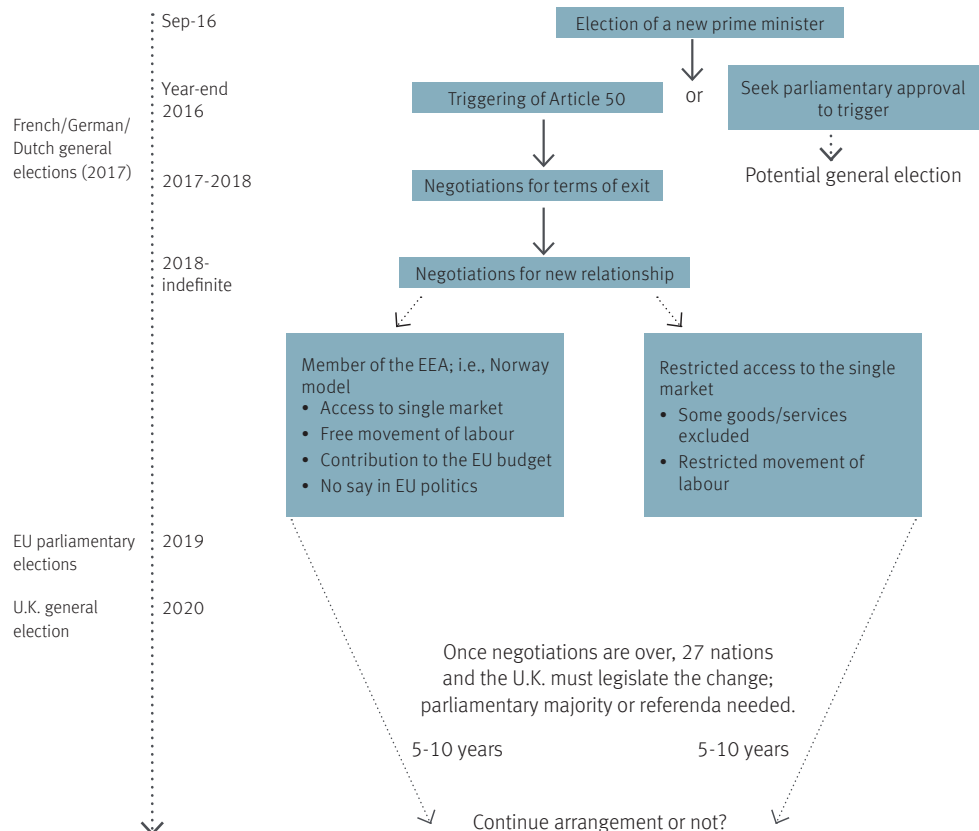 Sep-16
Election of a new prime minister
Year-end
2016
Triggering of Article 50
or
Seek parliamentary approval
to trigger
French/German/
Dutch general
elections (2017)
2017-2018
Negotiations for terms of exit
Potential general election
2018-
indefinite
Negotiations for new relationship
Member of the EEA; i.e., Norway
model
• Access to single market
• Free movement of labour
• Contribution to the EU budget
• No say in EU politics
Restricted access to the single
market
• Some goods/services
excluded
• Restricted movement of
labour
EU parliamentary
elections
2019
U.K. general
election
2020
Once negotiations are over, 27 nations
and the U.K. must legislate the change;
parliamentary majority or referenda needed.
5-10 years
5-10 years
Continue arrangement or not?